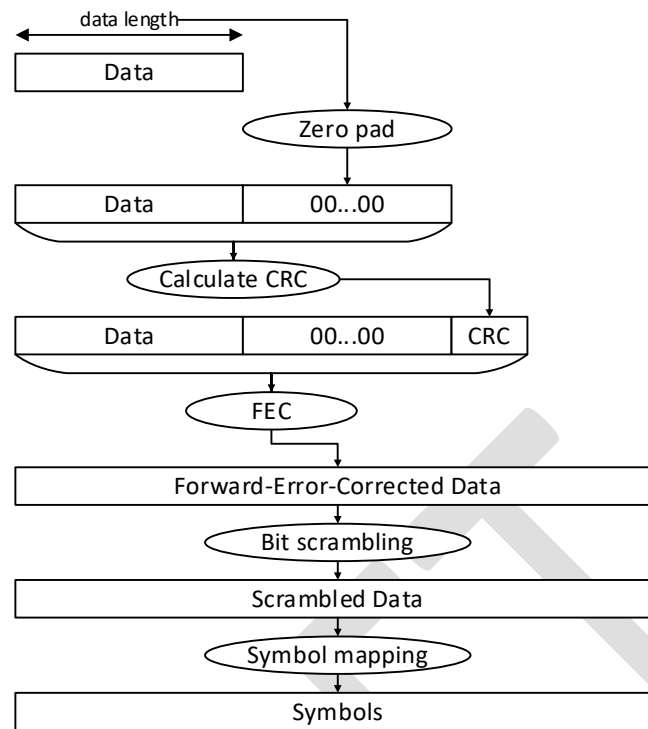 data length
Data
Zero pad
Data 00...00
Calculate CRC
Data 00...00 CRC
FEC
Forward-Error-Corrected Data
Bit scrambling
Scrambled Data
Symbol mapping
Symbols